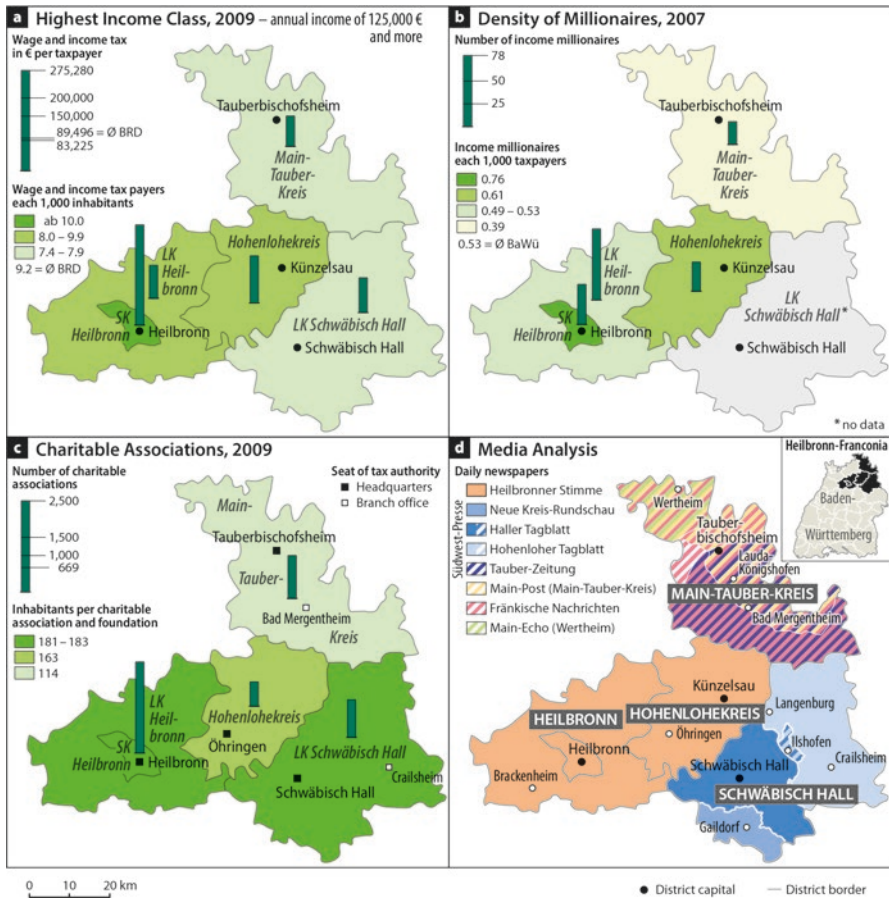 a Highest Income Class, 2009 – annual income of 125,000 €
and more
Wage and income tax
in € per taxpayer
275,280
200,000
150,000
89,496 = Ø BRD
83,225
Wage and income tax payers
each 1,000 inhabitants
ab 10.0
8.0 – 9.9
7.4 – 7.9
9.2 = Ø BRD
Tauberbischofsheim
Main-
Tauber-
Kreis
LK
Heil-
bronn
Hohenlohekreis
Künzelsau
SK
Heilbronn
Heilbronn
LK Schwäbisch Hall
Schwäbisch Hall
b Density of Millionaires, 2007
Number of income millionaires
78
50
25
Income millionaires
each 1,000 taxpayers
0.76
0.61
0.49 – 0.53
0.39
0.53 = Ø BaWü
Tauberbischofsheim
Main-
Tauber-
Kreis
LK
Heil-
bronn
Hohenlohekreis
Künzelsau
SK
Heilbronn
Heilbronn
LK
Schwäbisch Hall*
Schwäbisch Hall
* no data
c Charitable Associations, 2009
Number of charitable
associations
2,500
1,500
1,000
669
Seat of tax authority
Headquarters
Branch office
Inhabitants per charitable
association and foundation
181 – 183
163
114
Main-
Tauberbischofsheim
Tauber-
Bad Mergentheim
Kreis
LK
Heil-
bronn
Hohenlohekreis
Öhringen
SK
Heilbronn
Heilbronn
LK Schwäbisch Hall
Crailsheim
Schwäbisch Hall
d Media Analysis
Daily newspapers
Heilbronner Stimme
Südwest-Presse
Neue Kreis-Rundschau
Haller Tagblatt
Hohenloher Tagblatt
Tauber-Zeitung
Main-Post (Main-Tauber-Kreis)
Fränkische Nachrichten
Main-Echo (Wertheim)
Heilbronn-Franconia
Baden-
Württemberg
Wertheim
Tauber-
bischofsheim
Lauda-
Königshofen
MAIN-TAUBER-KREIS
Bad Mergentheim
Künzelsau
Langenburg
HEILBRONN
HOHENLOHEKREIS
Öhringen
Ilshofen
Heilbronn
Schwäbisch Hall
Crailsheim
Brackenheim
SCHWÄBISCH HALL
Gaildorf
0 10 20 km
District capital
District border